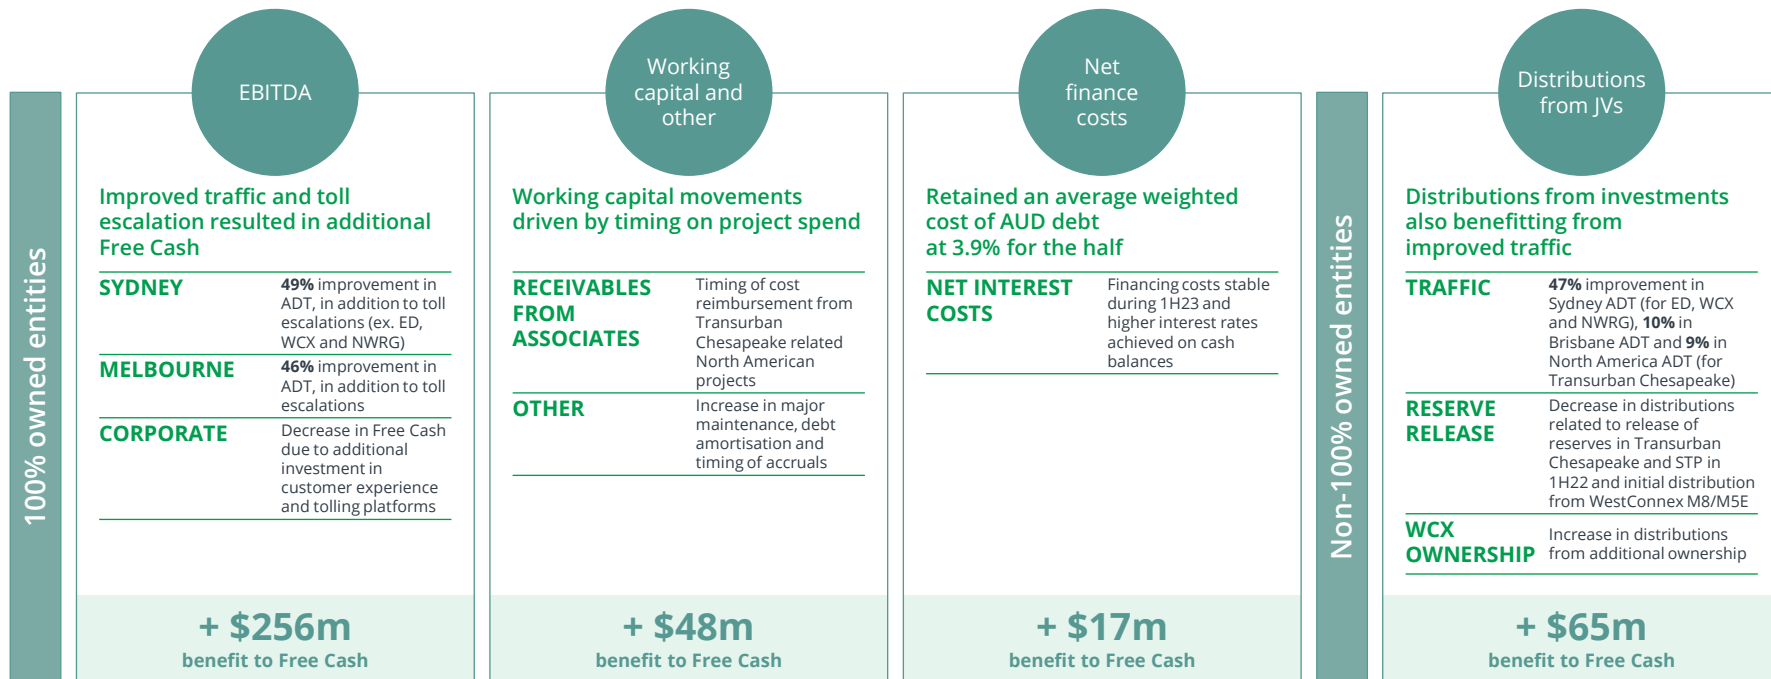 100% owned entities
EBITDA
Improved traffic and toll
escalation resulted in additional
Free Cash
SYDNEY
49% improvement in
ADT, in addition to toll
escalations (ex. ED,
WCX and NWRG)
MELBOURNE
46% improvement in
ADT, in addition to toll
escalations
CORPORATE
Decrease in Free Cash
due to additional
investment in
customer experience
and tolling platforms
+ $256m
benefit to Free Cash
Working
capital and
other
Working capital movements
driven by timing on project spend
RECEIVABLES
FROM
ASSOCIATES
Timing of cost
reimbursement from
Transurban
Chesapeake related
North American
projects
OTHER
Increase in major
maintenance, debt
amortisation and
timing of accruals
+ $48m
benefit to Free Cash
Net
finance
costs
Retained an average weighted
cost of AUD debt
at 3.9% for the half
NET INTEREST
COSTS
Financing costs stable
during 1H23 and
higher interest rates
achieved on cash
balances
+ $17m
benefit to Free Cash
Non-100% owned entities
Distributions
from JVs
Distributions from investments
also benefitting from
improved traffic
TRAFFIC
47% improvement in
Sydney ADT (for ED, WCX
and NWRG), 10% in
Brisbane ADT and 9% in
North America ADT (for
Transurban Chesapeake)
RESERVE
RELEASE
Decrease in distributions
related to release of
reserves in Transurban
Chesapeake and STP in
1H22 and initial distribution
from WestConnex M8/M5E
WCX
OWNERSHIP
Increase in distributions
from additional ownership
+ $65m
benefit to Free Cash